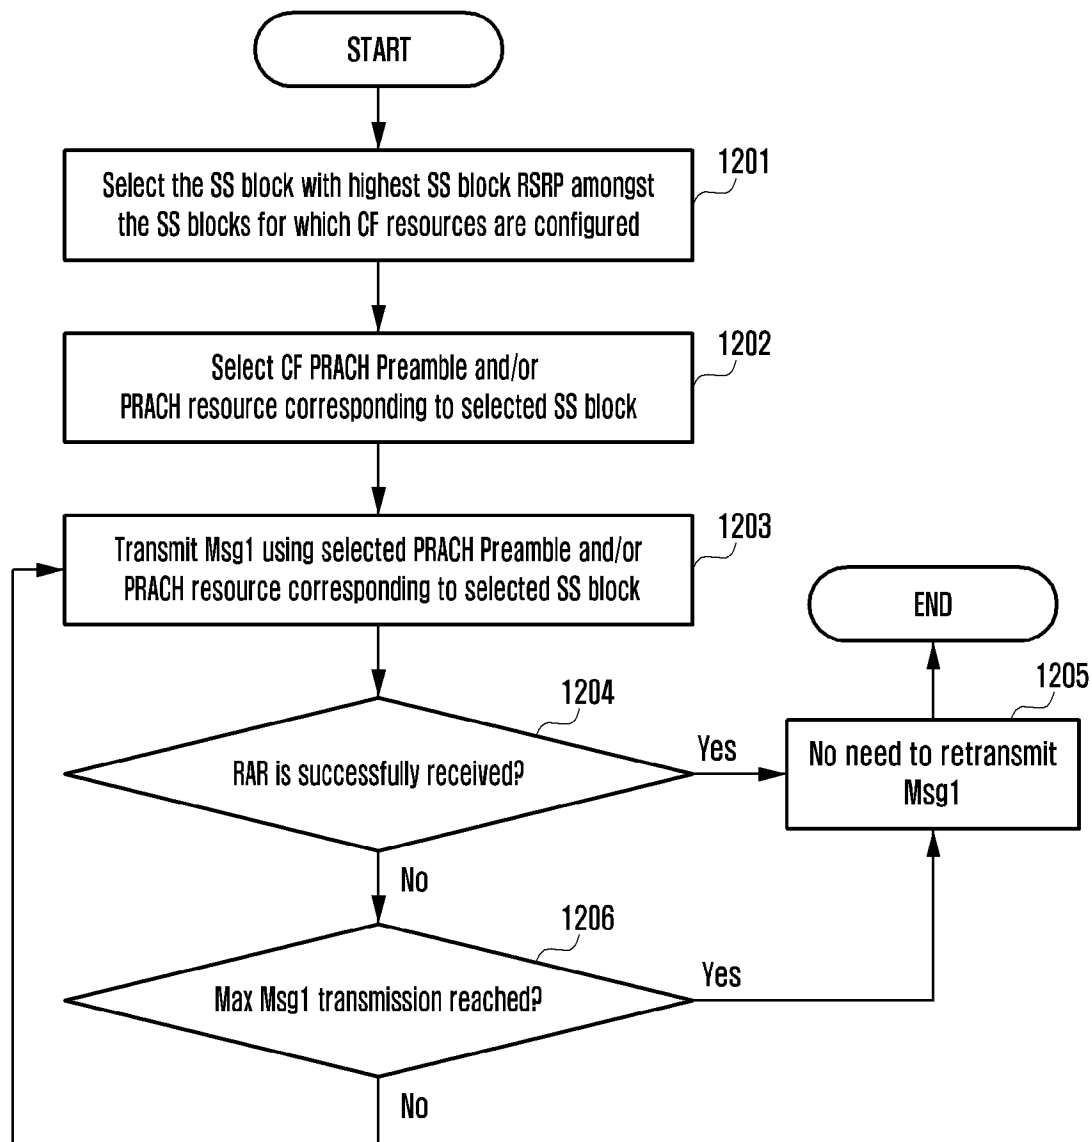 START
1201
Select the SS block with highest SS block RSRP amongst
the SS blocks for which CF resources are configured
1202
Select CF PRACH Preamble and/or
PRACH resource corresponding to selected SS block
1203
Transmit Msg1 using selected PRACH Preamble and/or
PRACH resource corresponding to selected SS block
END
1204
RAR is successfully received?
Yes
1205
No need to retransmit
Msg1
No
1206
Max Msg1 transmission reached?
Yes
No